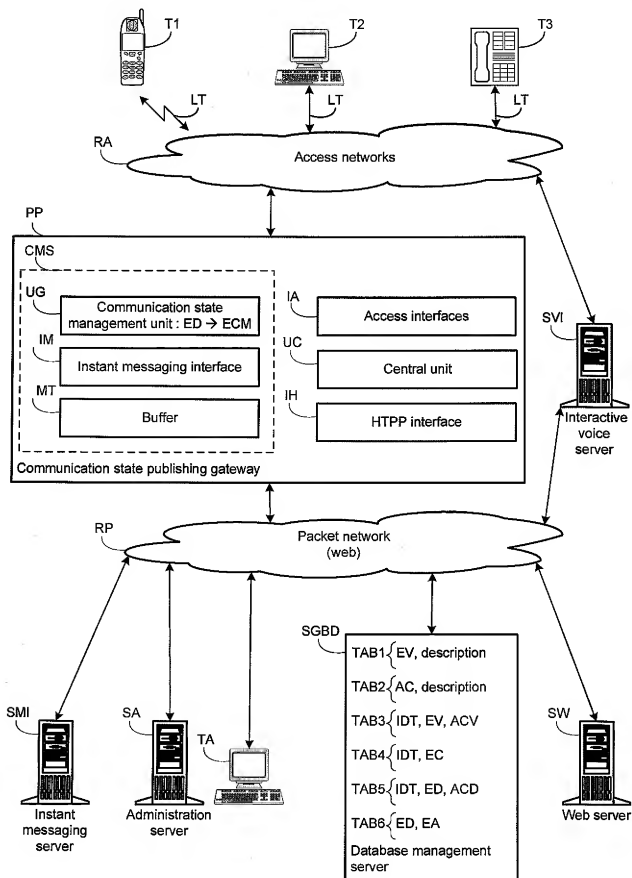 T1
T2
T3
LT
LT
LT
RA
Access networks
PP
CMS
UG
Communication state
management unit : ED → ECM
IM
Instant messaging interface
MT
Buffer
IA
Access interfaces
UC
Central unit
IH
HTPP interface
Communication state publishing gateway
SVI
Interactive
voice
server
RP
Packet network
(web)
SGBD
TAB1{EV, description
TAB2{AC, description
TAB3{IDT, EV, ACV
TAB4{IDT, EC
TAB5{IDT, ED, ACD
TAB6{ED, EA
Database management
server
SMI
Instant
messaging
server
SA
Administration
server
TA
SW
Web server